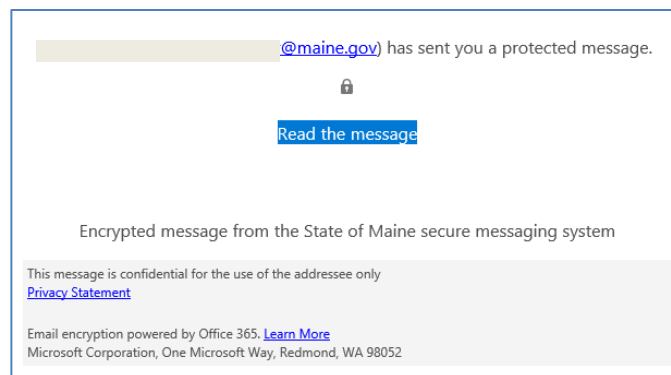 @maine.gov) has sent you a protected message.
Read the message
Encrypted message from the State of Maine secure messaging system
This message is confidential for the use of the addressee only
Privacy Statement
Email encryption powered by Office 365. Learn More
Microsoft Corporation, One Microsoft Way, Redmond, WA 98052